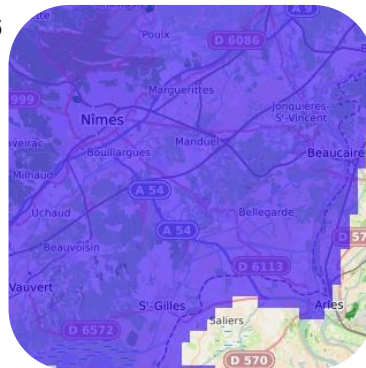 A 9
Poulx
D 6086
999
Marguerittes
Jonquières-
St-Vincent
Nîmes
Manduel
Beaucaire
Bouillargues
Milhaud
A 54
Uchaud
Bellegarde
A 54
D 57
Beauvoisin
D 6113
Vauvert
St-Gilles
Arles
Saliers
D 6572
D 570